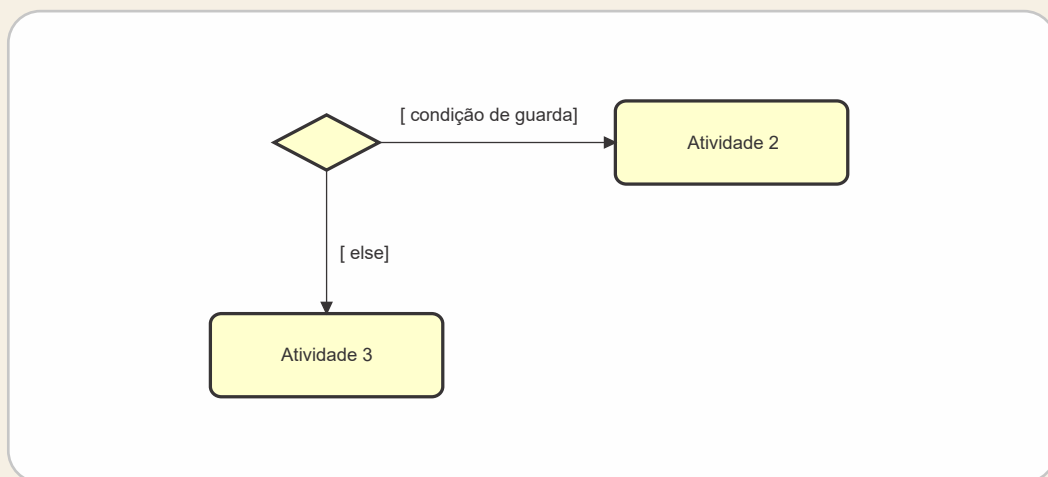 [ condição de guarda]
Atividade 2
[ else]
Atividade 3